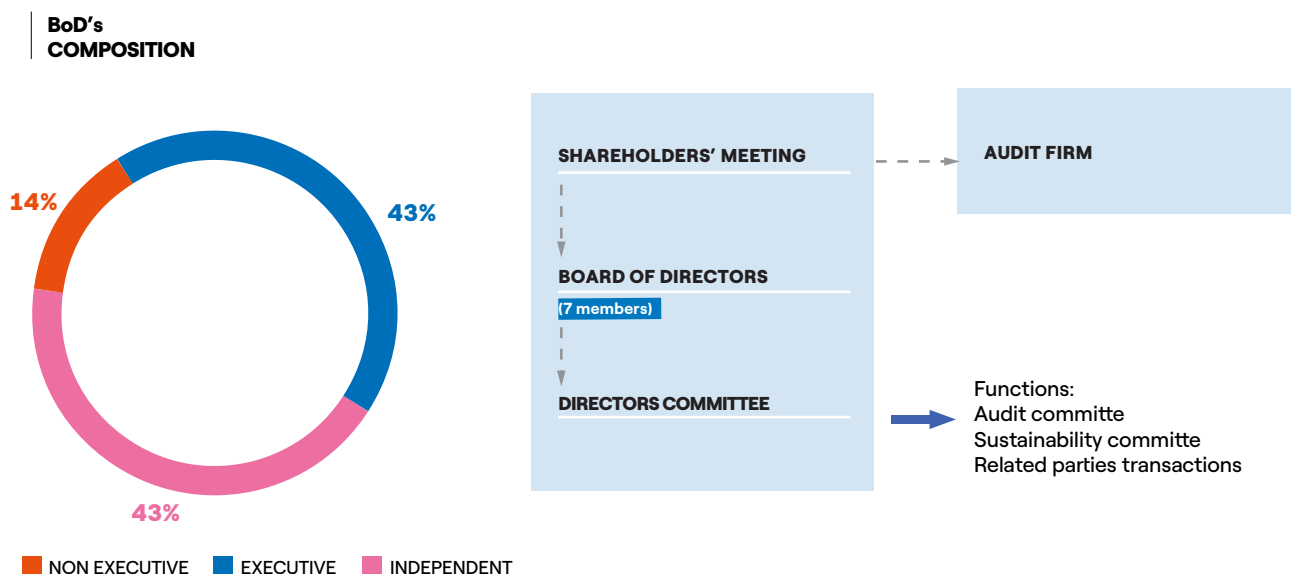 BoD's
COMPOSITION
14%
43%
43%
NON EXECUTIVE
EXECUTIVE
INDEPENDENT
SHAREHOLDERS' MEETING
BOARD OF DIRECTORS
(7 members)
DIRECTORS COMMITTEE
AUDIT FIRM
Functions:
Audit committe
Sustainability committe
Related parties transactions